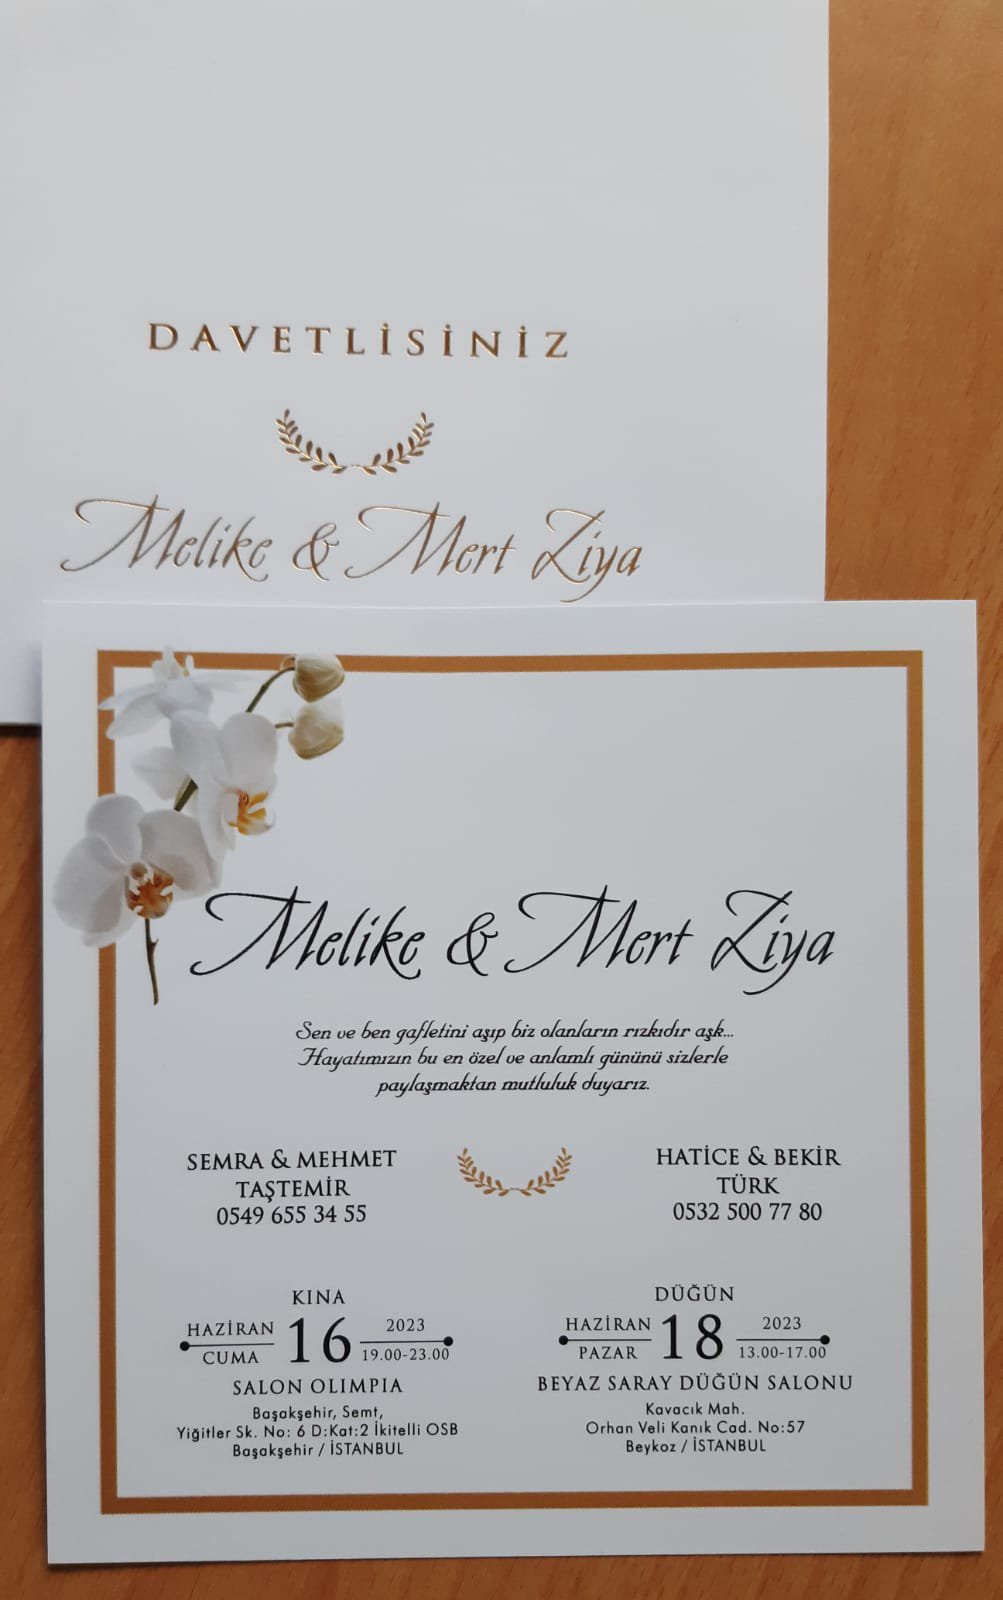 DAVETLİSİNİZ
Melike & Mert Ziya
Melike & Mert Ziya
Sen ve ben gafletini aşıp biz olanların rızkıdır aşk...
Hayatımızın bu en özel ve anlamlı gününü sizlerle
paylaşmaktan mutluluk duyarız.
SEMRA & MEHMET
TAŞTEMİR
0549 655 34 55
HATİCE & BEKİR
TÜRK
0532 500 77 80
KINA
HAZİRAN 16 2023
CUMA 19.00-23.00
SALON OLIMPIA
Başakşehir, Semt,
Yiğitler Sk. No: 6 D:Kat:2 İkitelli OSB
Başakşehir / İSTANBUL
DÜĞÜN
HAZİRAN 18 2023
PAZAR 13.00-17.00
BEYAZ SARAY DÜĞÜN SALONU
Kavacık Mah.
Orhan Veli Kanık Cad. No:57
Beykoz / İSTANBUL